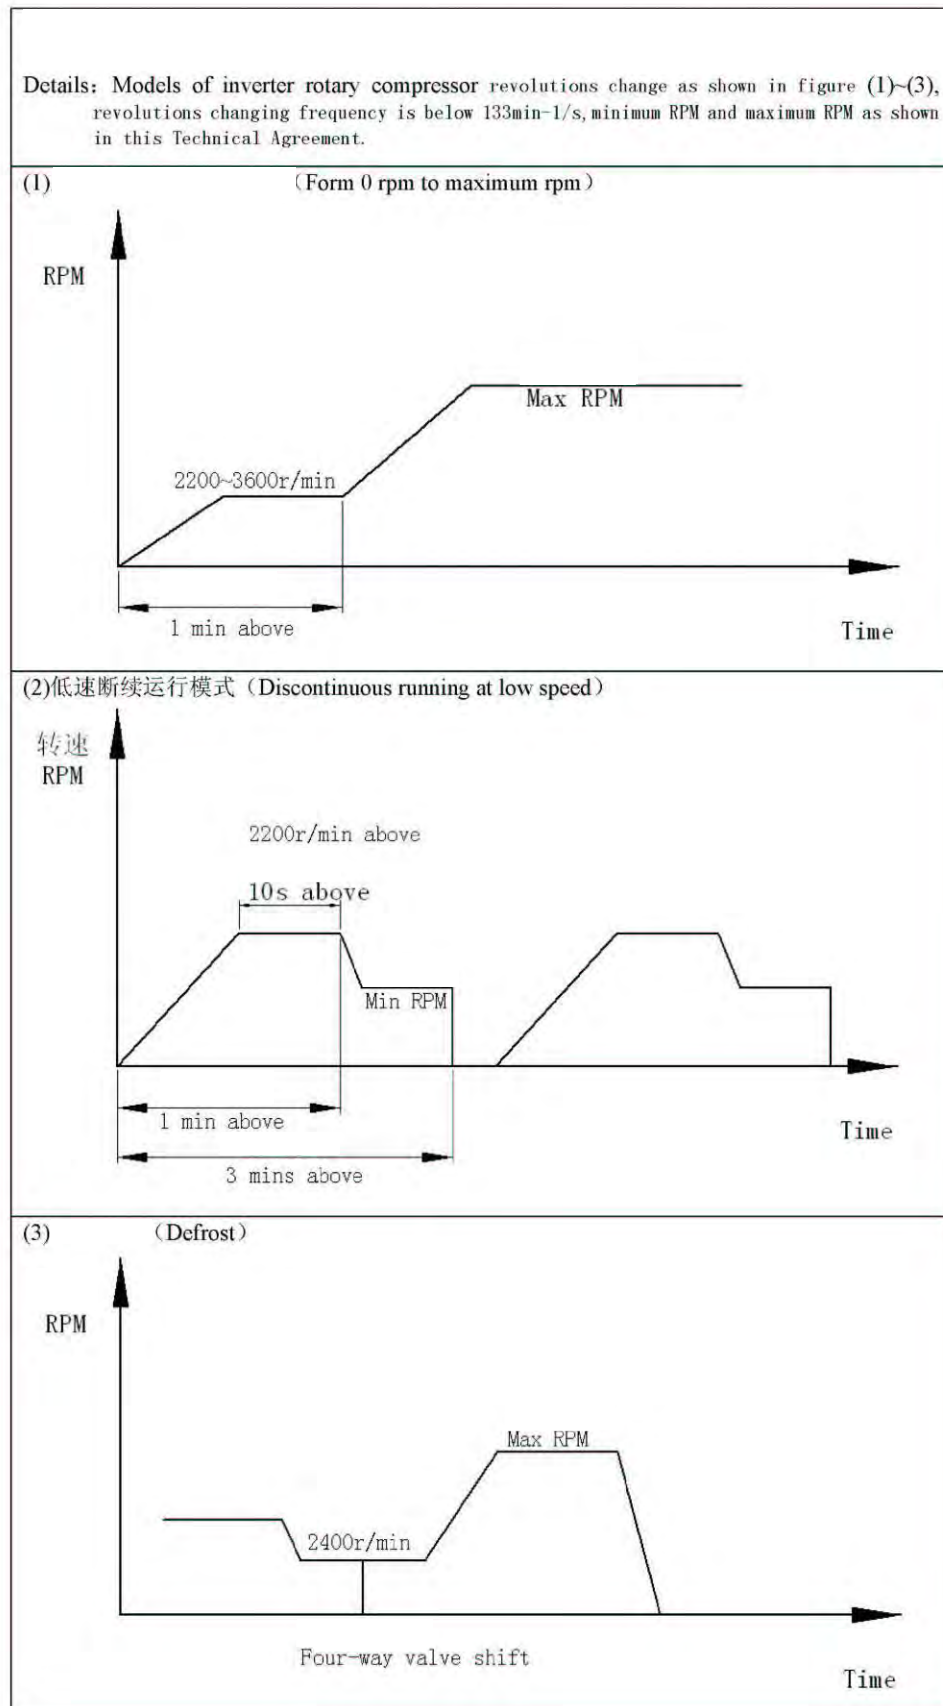 Details: Models of inverter rotary compressor revolutions change as shown in figure (1)~(3),
revolutions changing frequency is below 133min-1/s, minimum RPM and maximum RPM as shown
in this Technical Agreement.
(1) （Form 0 rpm to maximum rpm）
RPM
Max RPM
2200~3600r/min
1 min above
Time
(2)低速断续运行模式（Discontinuous running at low speed）
转速
RPM
2200r/min above
10s above
Min RPM
1 min above
Time
3 mins above
(3) （Defrost）
RPM
Max RPM
2400r/min
Four-way valve shift
Time